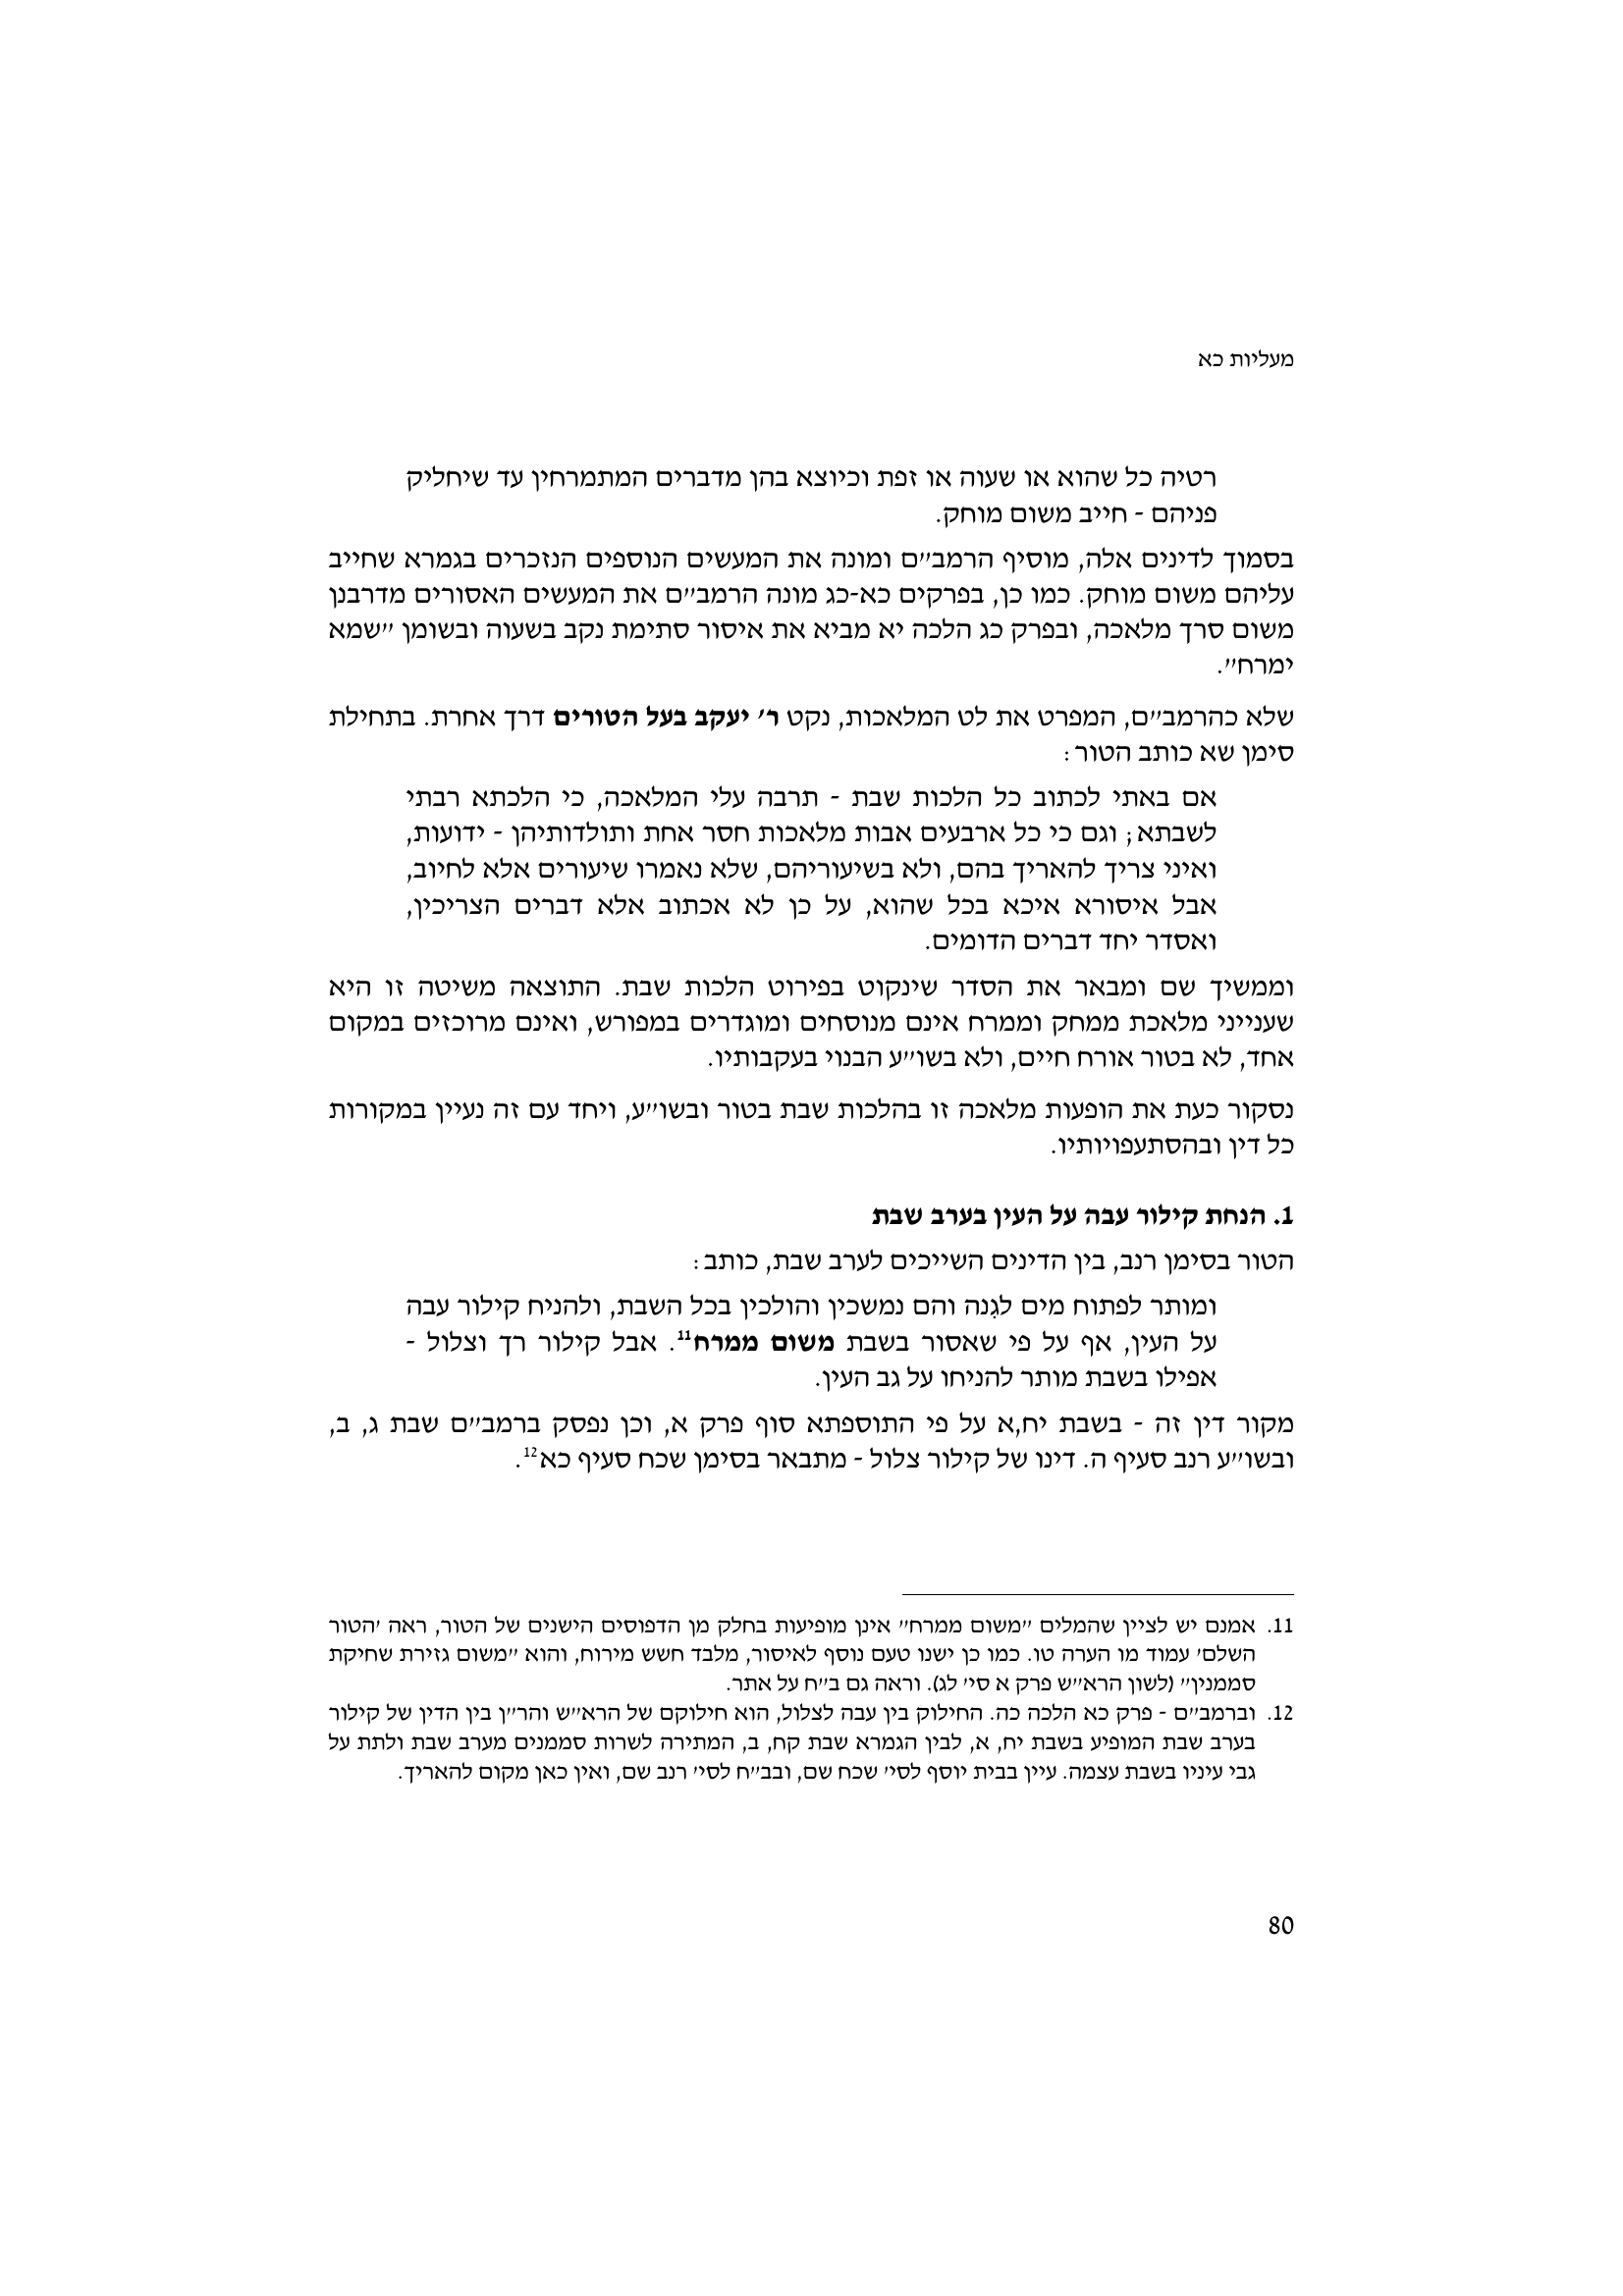 מעליות כא
רטיה כל שהוא או שעוה או זפת וכיוצא בהן מדברים המתמרחין עד שיחליק
פניהם - חייב משום מוחק.
בסמוך לדינים אלה, מוסיף הרמב״ם ומונה את המעשים הנוספים הנזכרים בגמרא שחייב
עליהם משום מוחק. כמו כן, בפרקים כא-כג מונה הרמב״ם את המעשים האסורים מדרבנן
משום סרך מלאכה, ובפרק כג הלכה יא מביא את איסור סתימת נקב בשעוה ובשומן ״שמא
ימרח״.
שלא כהרמב״ם, המפרט את לט המלאכות, נקט ר׳ יעקב בעל הטורים דרך אחרת. בתחילת
סימן שא כותב הטור:
אם באתי לכתוב כל הלכות שבת - תרבה עלי המלאכה, כי הלכתא רבתי
לשבתא; וגם כי כל ארבעים אבות מלאכות חסר אחת ותולדותיהן - ידועות,
ואיני צריך להאריך בהם, ולא בשיעוריהם, שלא נאמרו שיעורים אלא לחיוב,
אבל איסורא איכא בכל שהוא, על כן לא אכתוב אלא דברים הצריכין,
ואסדר יחד דברים הדומים.
וממשיך שם ומבאר את הסדר שינקוט בפירוט הלכות שבת. התוצאה משיטה זו היא
שענייני מלאכת ממחק וממרח אינם מנוסחים ומוגדרים במפורש, ואינם מרוכזים במקום
אחד, לא בטור אורח חיים, ולא בשו״ע הבנוי בעקבותיו.
נסקור כעת את הופעות מלאכה זו בהלכות שבת בטור ובשו״ע, ויחד עם זה נעיין במקורות
כל דין ובהסתעפויותיו.
1. הנחת קילור עבה על העין בערב שבת
הטור בסימן רנב, בין הדינים השייכים לערב שבת, כותב:
ומותר לפתוח מים לגִנה והם נמשכין והולכין בכל השבת, ולהניח קילור עבה
על העין, אף על פי שאסור בשבת משום ממרח11. אבל קילור רך וצלול -
אפילו בשבת מותר להניחו על גב העין.
מקור דין זה - בשבת יח,א על פי התוספתא סוף פרק א, וכן נפסק ברמב״ם שבת ג, ב,
ובשו״ע רנב סעיף ה. דינו של קילור צלול - מתבאר בסימן שכח סעיף כא12.
11. אמנם יש לציין שהמלים ״משום ממרח״ אינן מופיעות בחלק מן הדפוסים הישנים של הטור, ראה ׳הטור
השלם׳ עמוד מו הערה טו. כמו כן ישנו טעם נוסף לאיסור, מלבד חשש מירוח, והוא ״משום גזירת שחיקת
סממנין״ (לשון הרא״ש פרק א סי׳ לג). וראה גם ב״ח על אתר.
12. וברמב״ם - פרק כא הלכה כה. החילוק בין עבה לצלול, הוא חילוקם של הרא״ש והר״ן בין הדין של קילור
בערב שבת המופיע בשבת יח, א, לבין הגמרא שבת קח, ב, המתירה לשרות סממנים מערב שבת ולתת על
גבי עיניו בשבת עצמה. עיין בבית יוסף לסי׳ שכח שם, ובב״ח לסי׳ רנב שם, ואין כאן מקום להאריך.
80